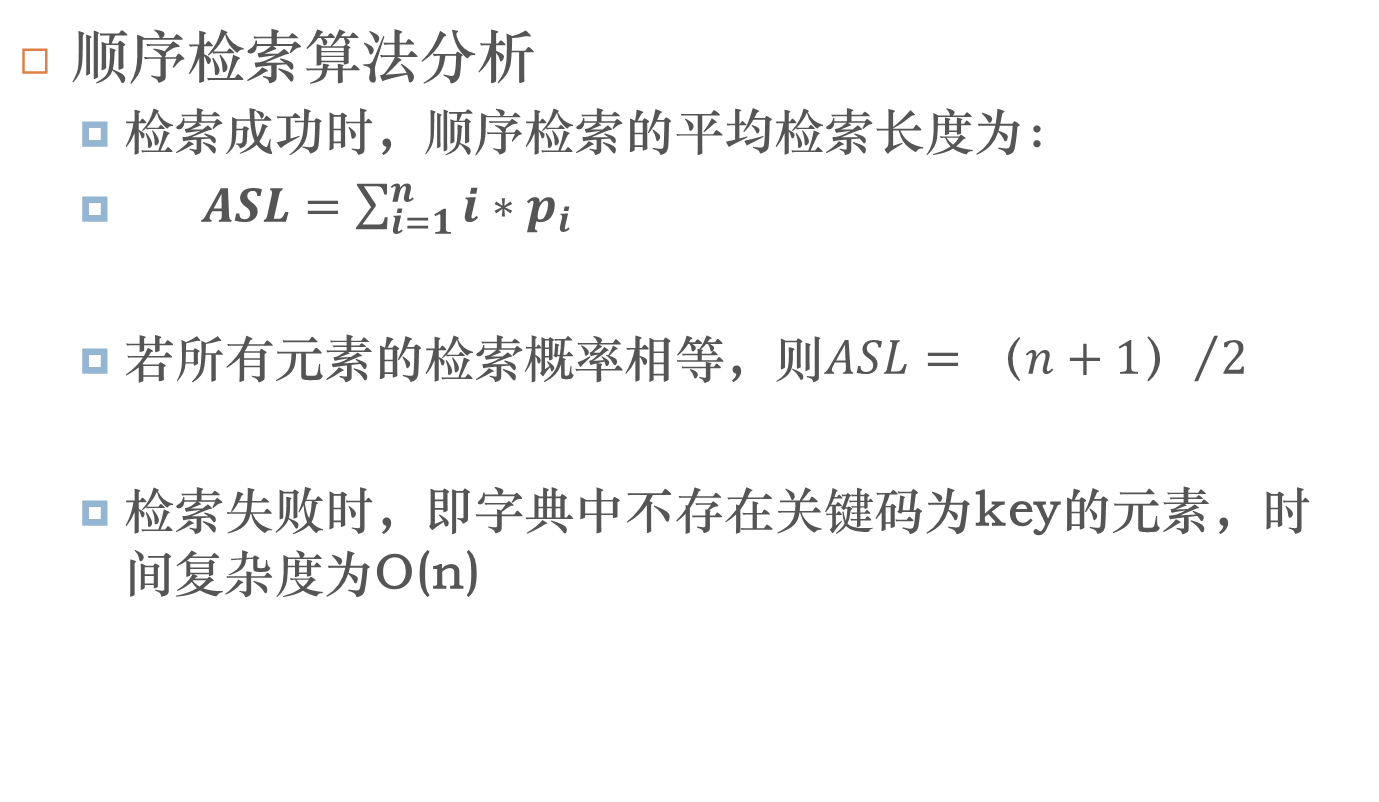 顺序检索算法分析
检索成功时，顺序检索的平均检索长度为：
ASL = ∑ⁿᵢ₌₁ i * pᵢ
若所有元素的检索概率相等，则ASL = （n + 1）/2
检索失败时，即字典中不存在关键码为key的元素，时
间复杂度为O(n)